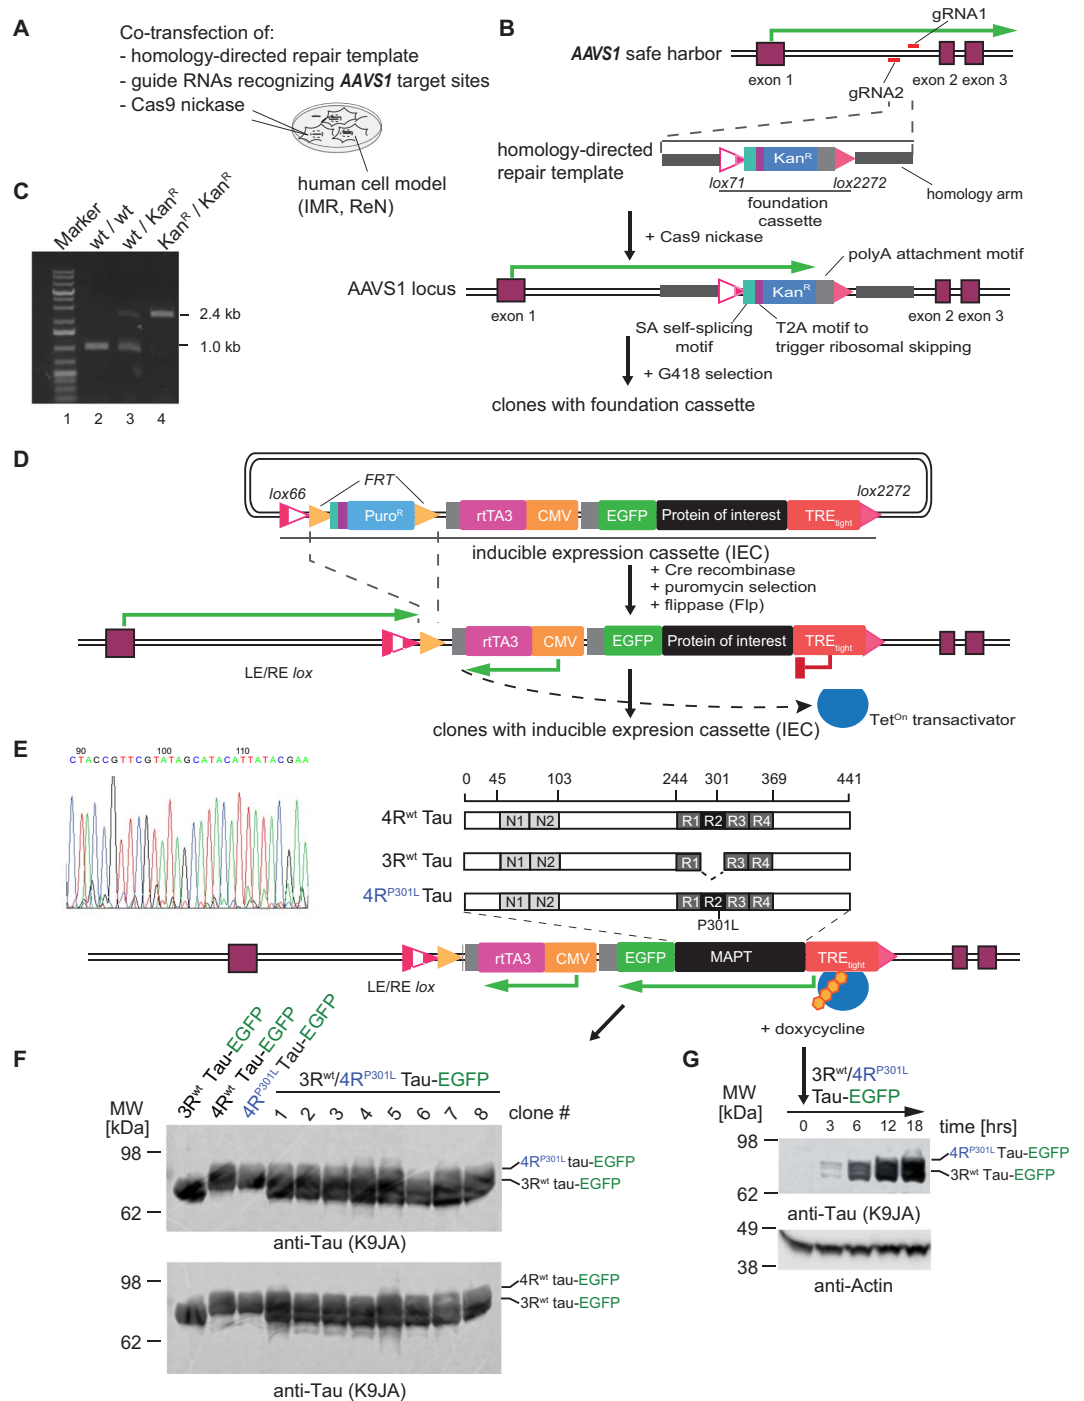 A
Co-transfection of:
- homology-directed repair template
- guide RNAs recognizing AAVS1 target sites
- Cas9 nickase
human cell model
(IMR, ReN)
B
gRNA1
AAVS1 safe harbor
exon 1
exon 2 exon 3
gRNA2
homology-directed
repair template
KanR
lox71
lox2272
foundation
cassette
homology arm
+ Cas9 nickase
polyA attachment motif
AAVS1 locus
KanR
exon 1
exon 2 exon 3
SA self-splicing
motif
T2A motif to
trigger ribosomal skipping
+ G418 selection
clones with foundation cassette
C
Marker
wt / wt
wt / KanR
KanR / KanR
2.4 kb
1.0 kb
1 2 3 4
D
lox66
FRT
lox2272
PuroR
rtTA3
CMV
EGFP
Protein of interest
TREtight
inducible expression cassette (IEC)
+ Cre recombinase
+ puromycin selection
+ flippase (Flp)
rtTA3
CMV
EGFP
Protein of interest
TREtight
LE/RE lox
clones with inducible expresion cassette (IEC)
TetOn transactivator
E
90 100 110
CTACCGTTCGTATAGCATACATTATACGAA
0 45 103 244 301 369 441
4Rwt Tau
N1 N2 R1 R2 R3 R4
3Rwt Tau
N1 N2 R1 R3 R4
4RP301L Tau
N1 N2 R1 R2 R3 R4
P301L
rtTA3
CMV
EGFP
MAPT
TREtight
LE/RE lox
+ doxycycline
F
3Rwt Tau-EGFP
4Rwt Tau-EGFP
4RP301L Tau-EGFP
3Rwt/4RP301L Tau-EGFP
1 2 3 4 5 6 7 8 clone #
MW
[kDa]
98
62
4RP301L tau-EGFP
3Rwt tau-EGFP
anti-Tau (K9JA)
98
62
4Rwt tau-EGFP
3Rwt tau-EGFP
anti-Tau (K9JA)
G
3Rwt/4RP301L
Tau-EGFP
MW
[kDa]
0 3 6 12 18 time [hrs]
98
62
4RP301L Tau-EGFP
3Rwt Tau-EGFP
anti-Tau (K9JA)
49
38
anti-Actin